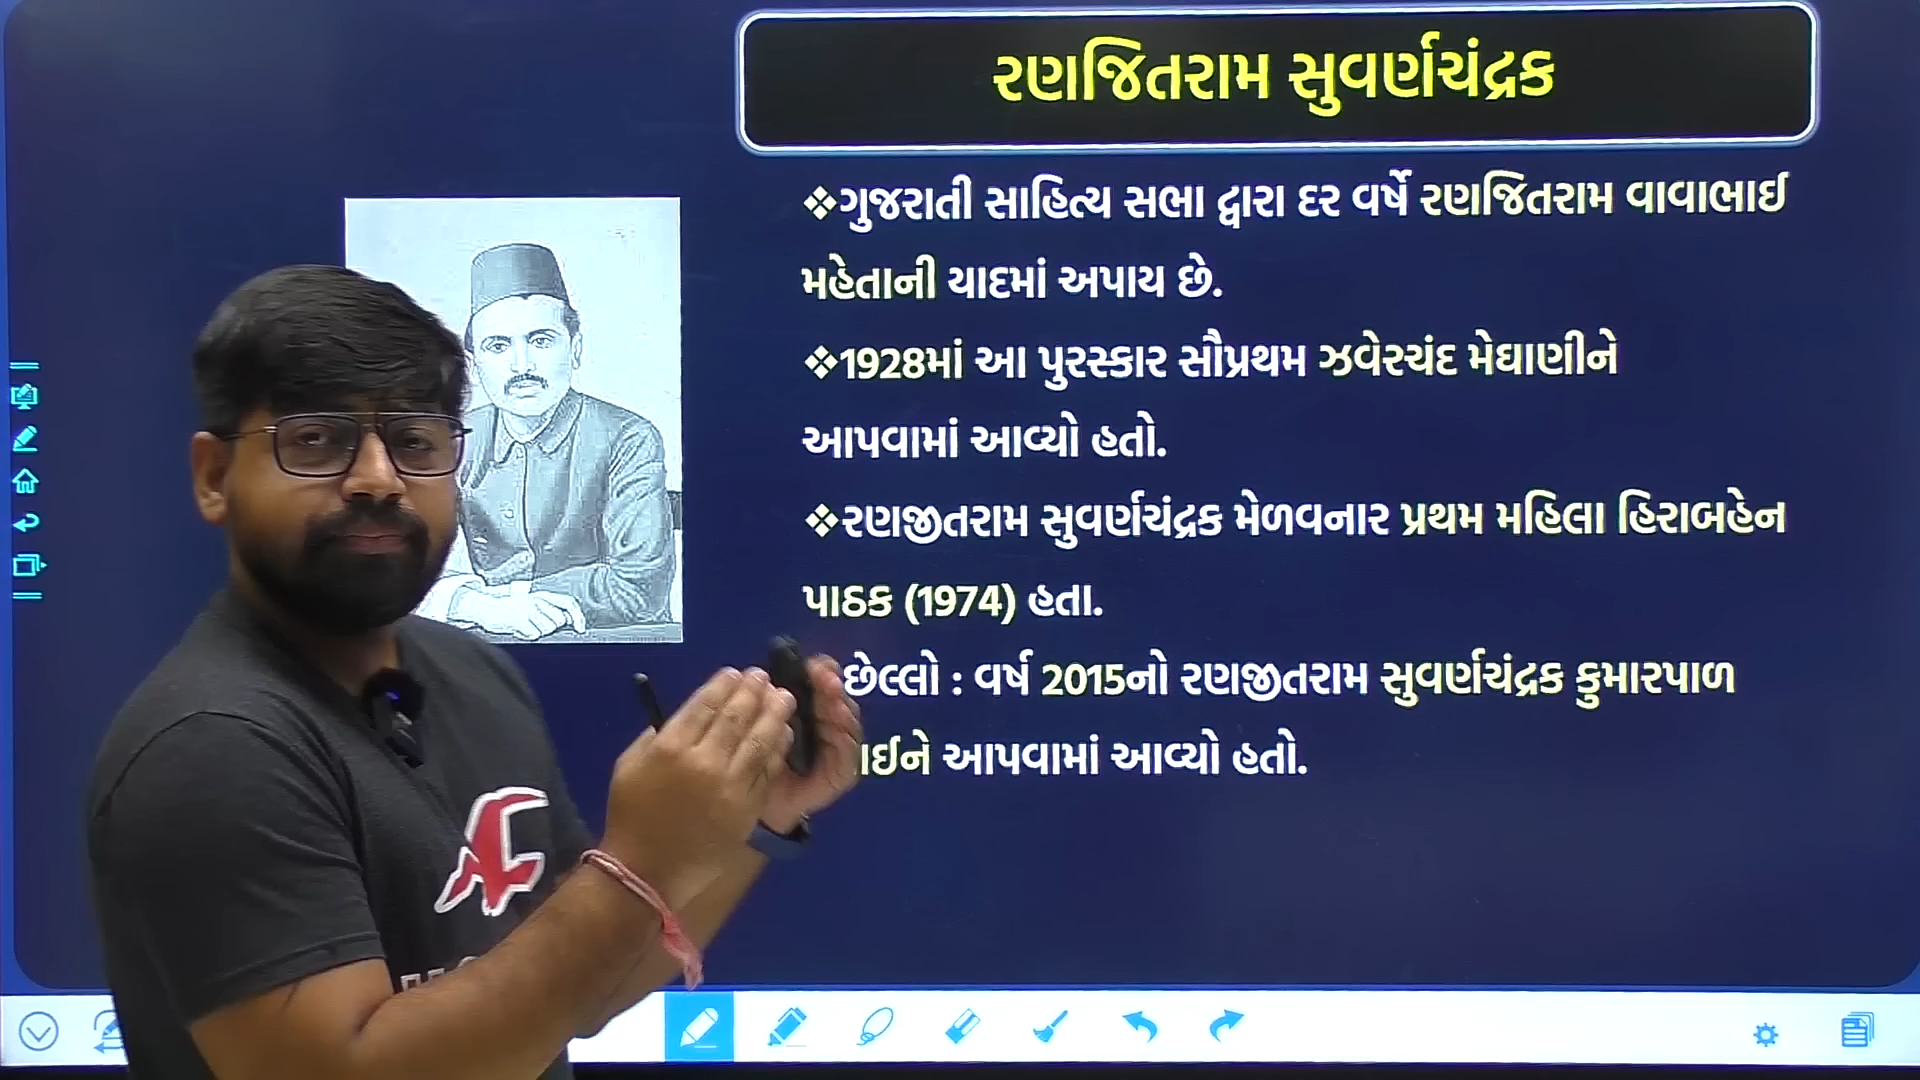 રણજિતરામ સુવર્ણચંદ્રક
❖ગુજરાતી સાહિત્ય સભા દ્વારા દર વર્ષે રણજિતરામ વાવાભાઈ
મહેતાની યાદમાં અપાય છે.
❖1928માં આ પુરસ્કાર સૌપ્રથમ ઝવેરચંદ મેઘાણીને
આપવામાં આવ્યો હતો.
❖રણજીતરામ સુવર્ણચંદ્રક મેળવનાર પ્રથમ મહિલા હિરાબહેન
પાઠક (1974) હતા.
છેલ્લો : વર્ષ 2015નો રણજીતરામ સુવર્ણચંદ્રક કુમારપાળ
આપવામાં આવ્યો હતો.